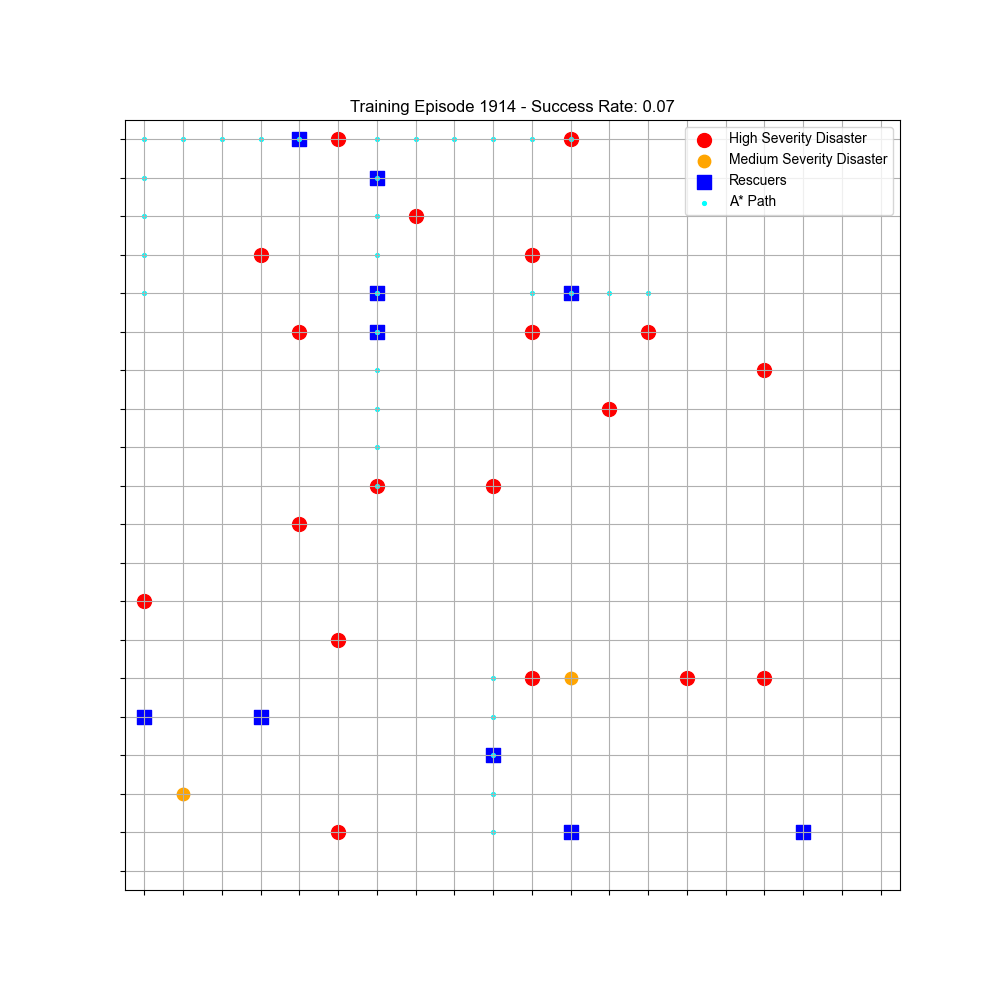 Training Episode 1914 - Success Rate: 0.07
High Severity Disaster
Medium Severity Disaster
Rescuers
A* Path